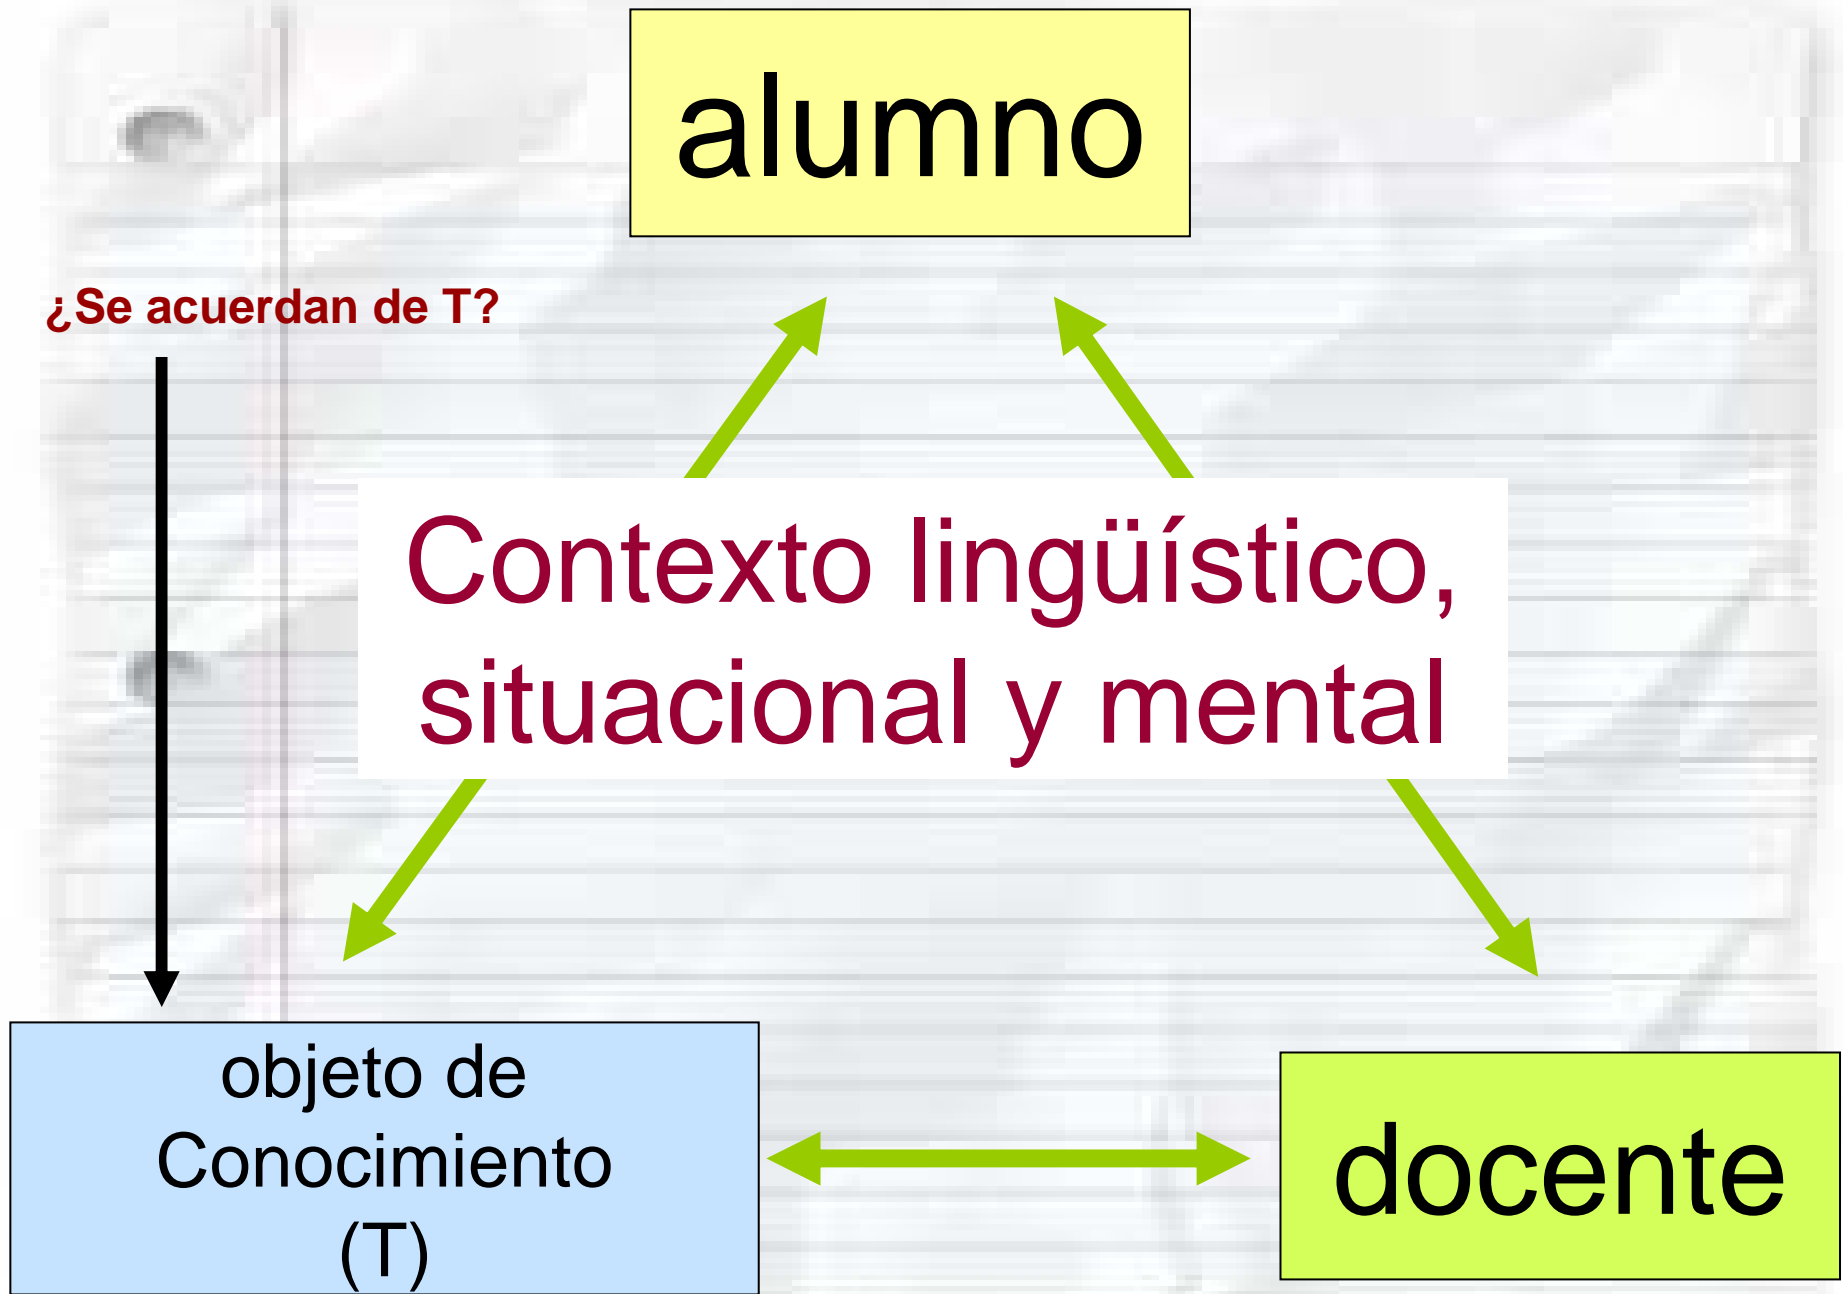 alumno
¿Se acuerdan de T?
Contexto lingüístico,
situacional y mental
objeto de
Conocimiento
(T)
docente